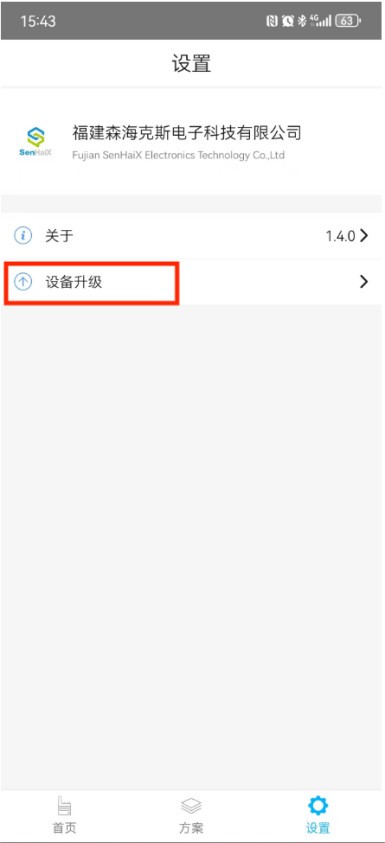 15:43
4G
63
设置
SenHaiX
福建森海克斯电子科技有限公司
Fujian SenHaiX Electronics Technology Co.,Ltd
关于
1.4.0
设备升级
首页
方案
设置